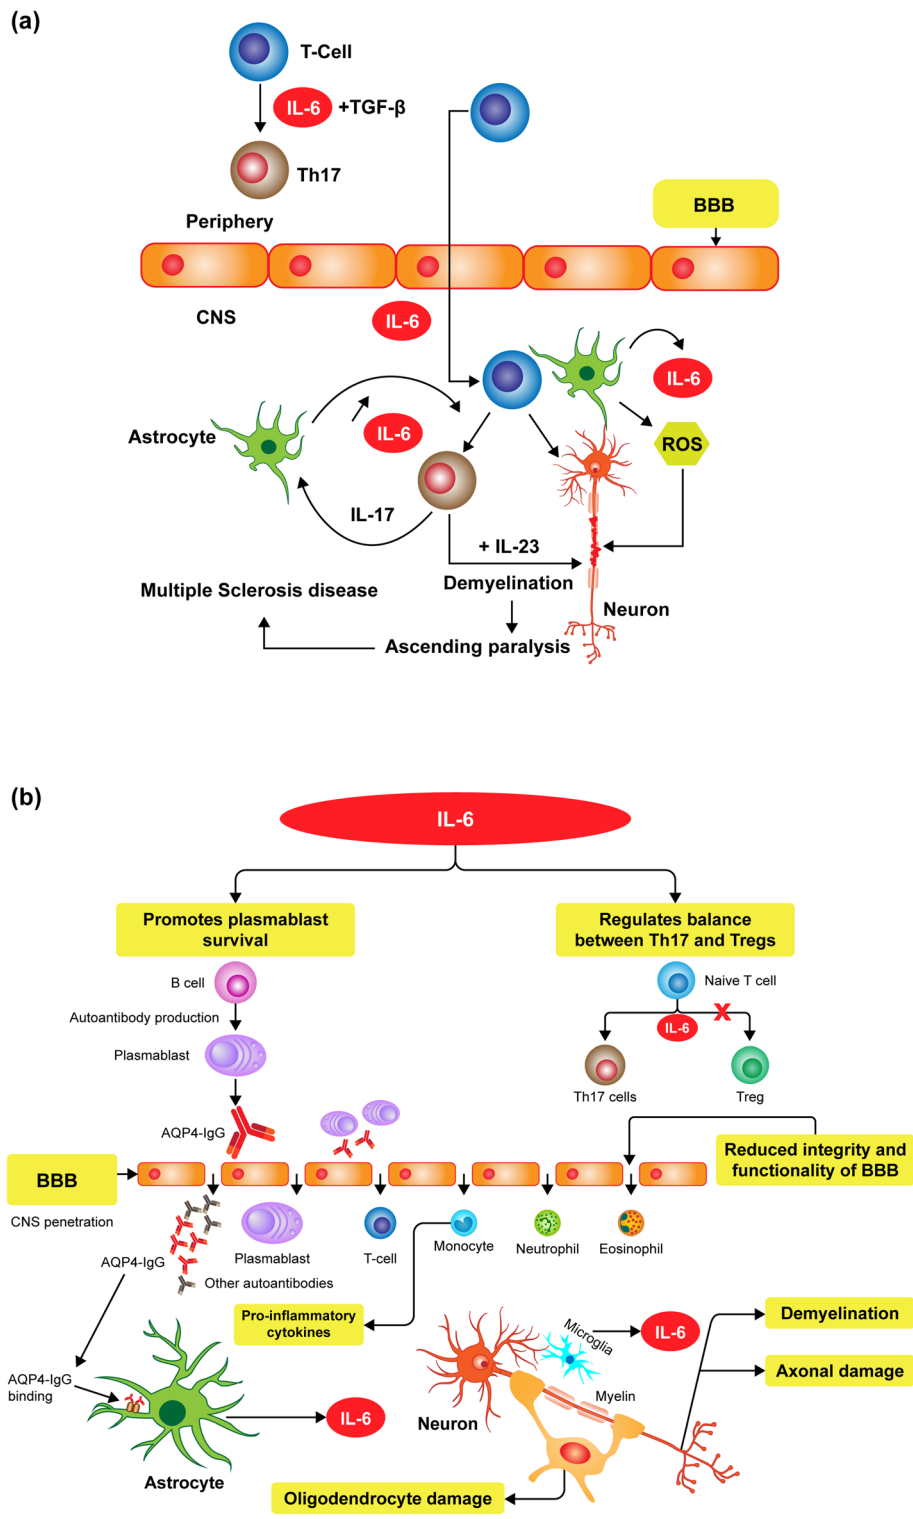 (a)
T-Cell
IL-6
+TGF-β
Th17
Periphery
BBB
CNS
IL-6
IL-6
Astrocyte
IL-6
ROS
IL-17
+ IL-23
Demyelination
Multiple Sclerosis disease
Neuron
Ascending paralysis
(b)
IL-6
Promotes plasmablast
survival
Regulates balance
between Th17 and Tregs
B cell
Naive T cell
Autoantibody production
X
IL-6
Plasmablast
Th17 cells
Treg
AQP4-IgG
Reduced integrity and
functionality of BBB
BBB
CNS penetration
AQP4-IgG
Other autoantibodies
Plasmablast
T-cell
Monocyte
Neutrophil
Eosinophil
Pro-inflammatory
cytokines
Demyelination
Microglia
IL-6
AQP4-IgG
binding
Axonal damage
Myelin
IL-6
Neuron
Astrocyte
Oligodendrocyte damage